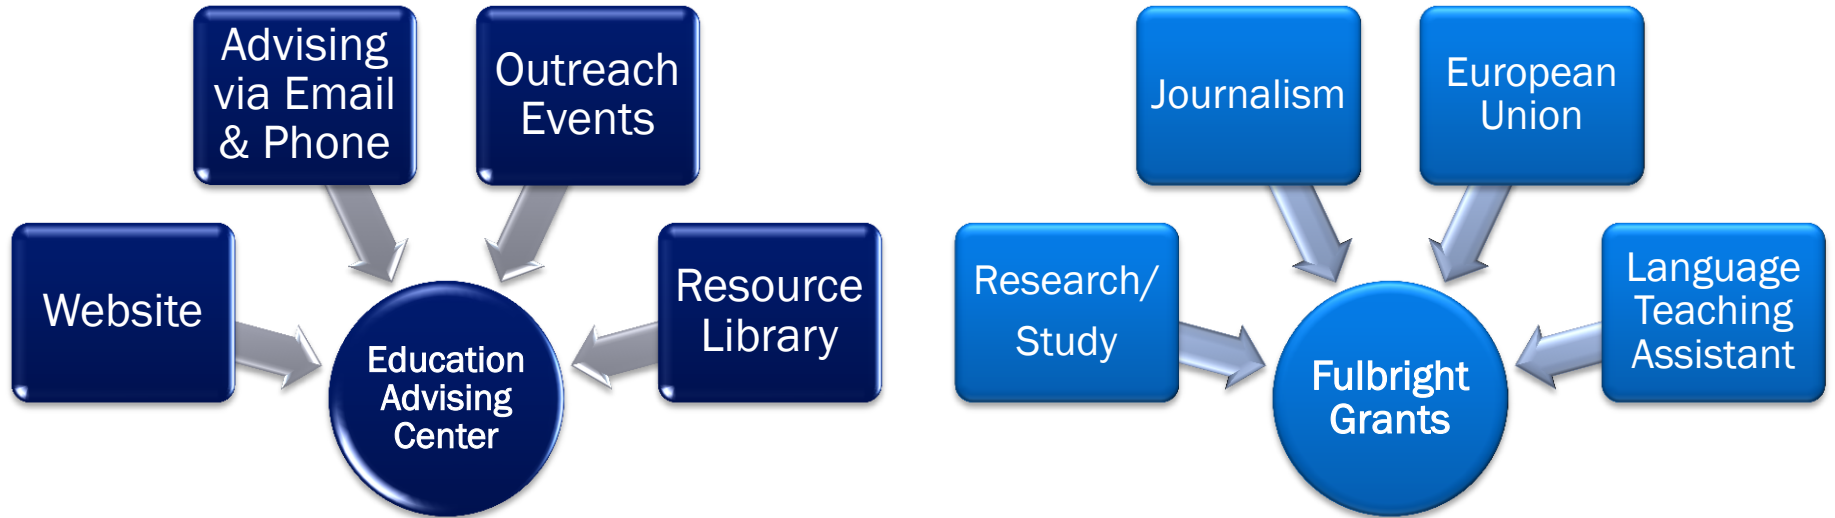 Advising
via Email
& Phone
Outreach
Events
Website
Resource
Library
Education
Advising
Center
Journalism
European
Union
Research/
Study
Language
Teaching
Assistant
Fulbright
Grants